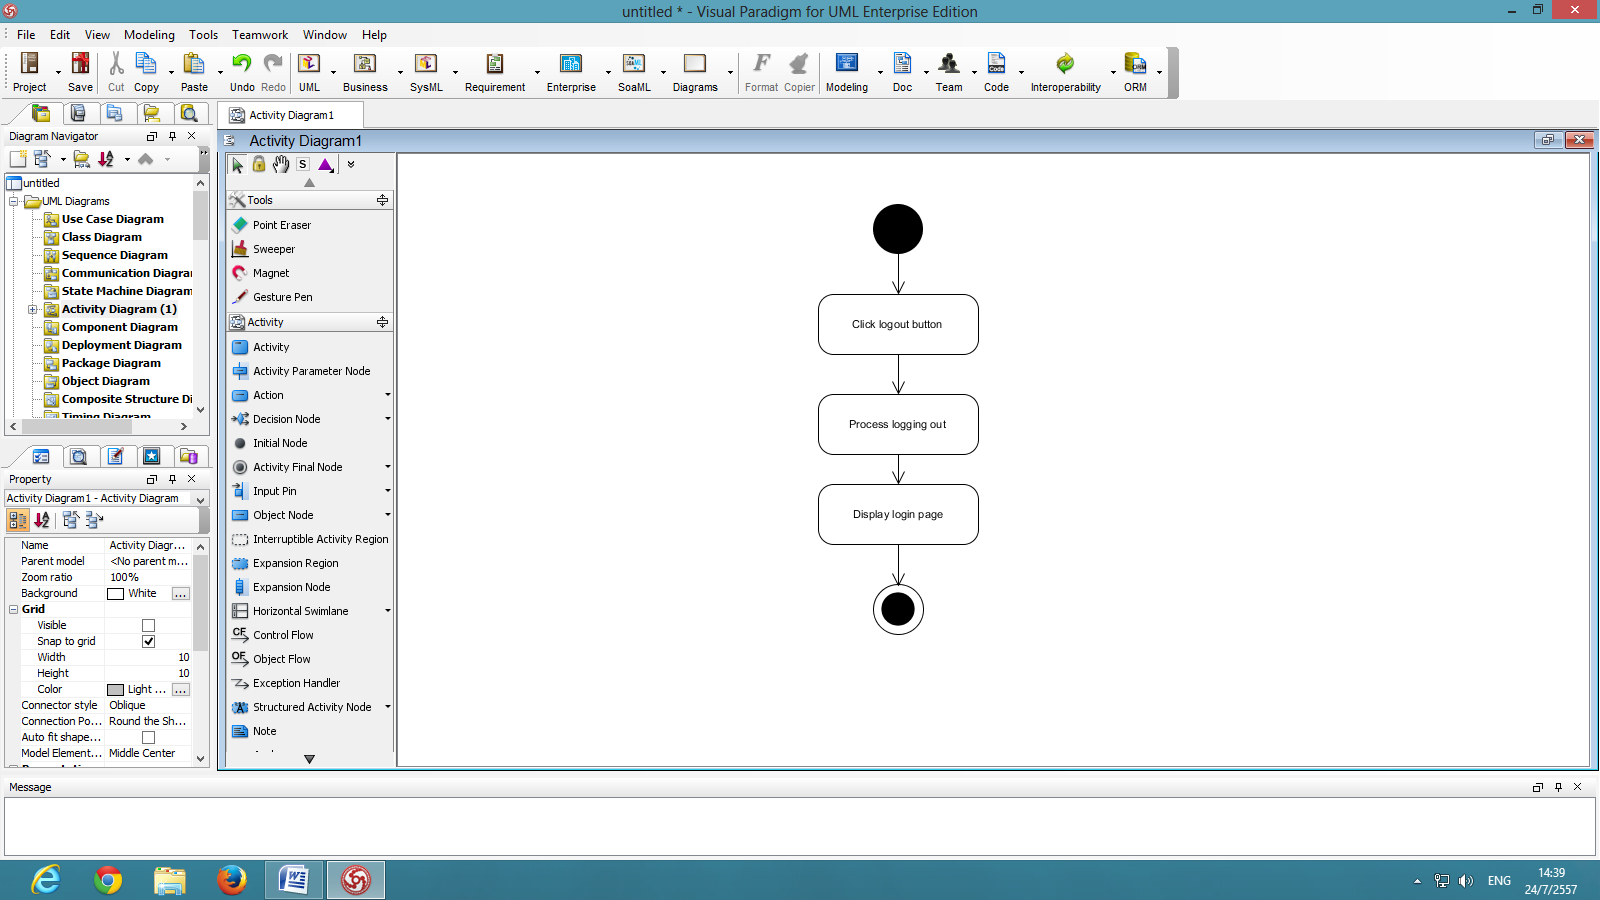 untitled * - Visual Paradigm for UML Enterprise Edition
File Edit View Modeling Tools Teamwork Window Help
Project Save Cut Copy Paste Undo Redo UML Business SysML Requirement Enterprise SoaML Diagrams Format Copier Modeling Doc Team Code Interoperability ORM
Activity Diagram1
Diagram Navigator
Activity Diagram1
untitled
UML Diagrams
Use Case Diagram
Class Diagram
Sequence Diagram
Communication Diagra
State Machine Diagram
Activity Diagram (1)
Component Diagram
Deployment Diagram
Package Diagram
Object Diagram
Composite Structure Di
Timing Diagram
Property
Activity Diagram1 - Activity Diagram
Name Activity Diagr...
Parent model <No parent m...
Zoom ratio 100%
Background White ...
Grid
Visible
Snap to grid
Width 10
Height 10
Color Light ... ...
Connector style Oblique
Connection Po... Round the Sh...
Auto fit shape...
Model Element... Middle Center
S
Tools
Point Eraser
Sweeper
Magnet
Gesture Pen
Activity
Activity
Activity Parameter Node
Action
Decision Node
Initial Node
Activity Final Node
Input Pin
Object Node
Interruptible Activity Region
Expansion Region
Expansion Node
Horizontal Swimlane
CF Control Flow
OF Object Flow
Exception Handler
Structured Activity Node
Note
Click logout button
Process logging out
Display login page
Message
ENG
14:39
24/7/2557